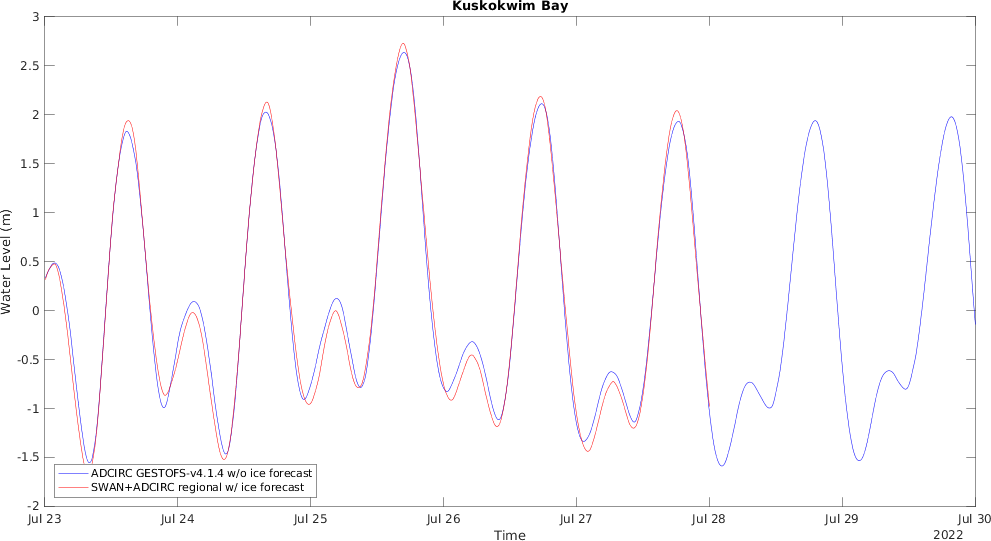 Kuskokwim Bay
3
2.5
2
1.5
1
0.5
0
-0.5
-1
-1.5
-2
Water Level (m)
ADCIRC GESTOFS-v4.1.4 w/o ice forecast
SWAN+ADCIRC regional w/ ice forecast
Jul 23 Jul 24 Jul 25 Jul 26 Jul 27 Jul 28 Jul 29 Jul 30
Time
2022